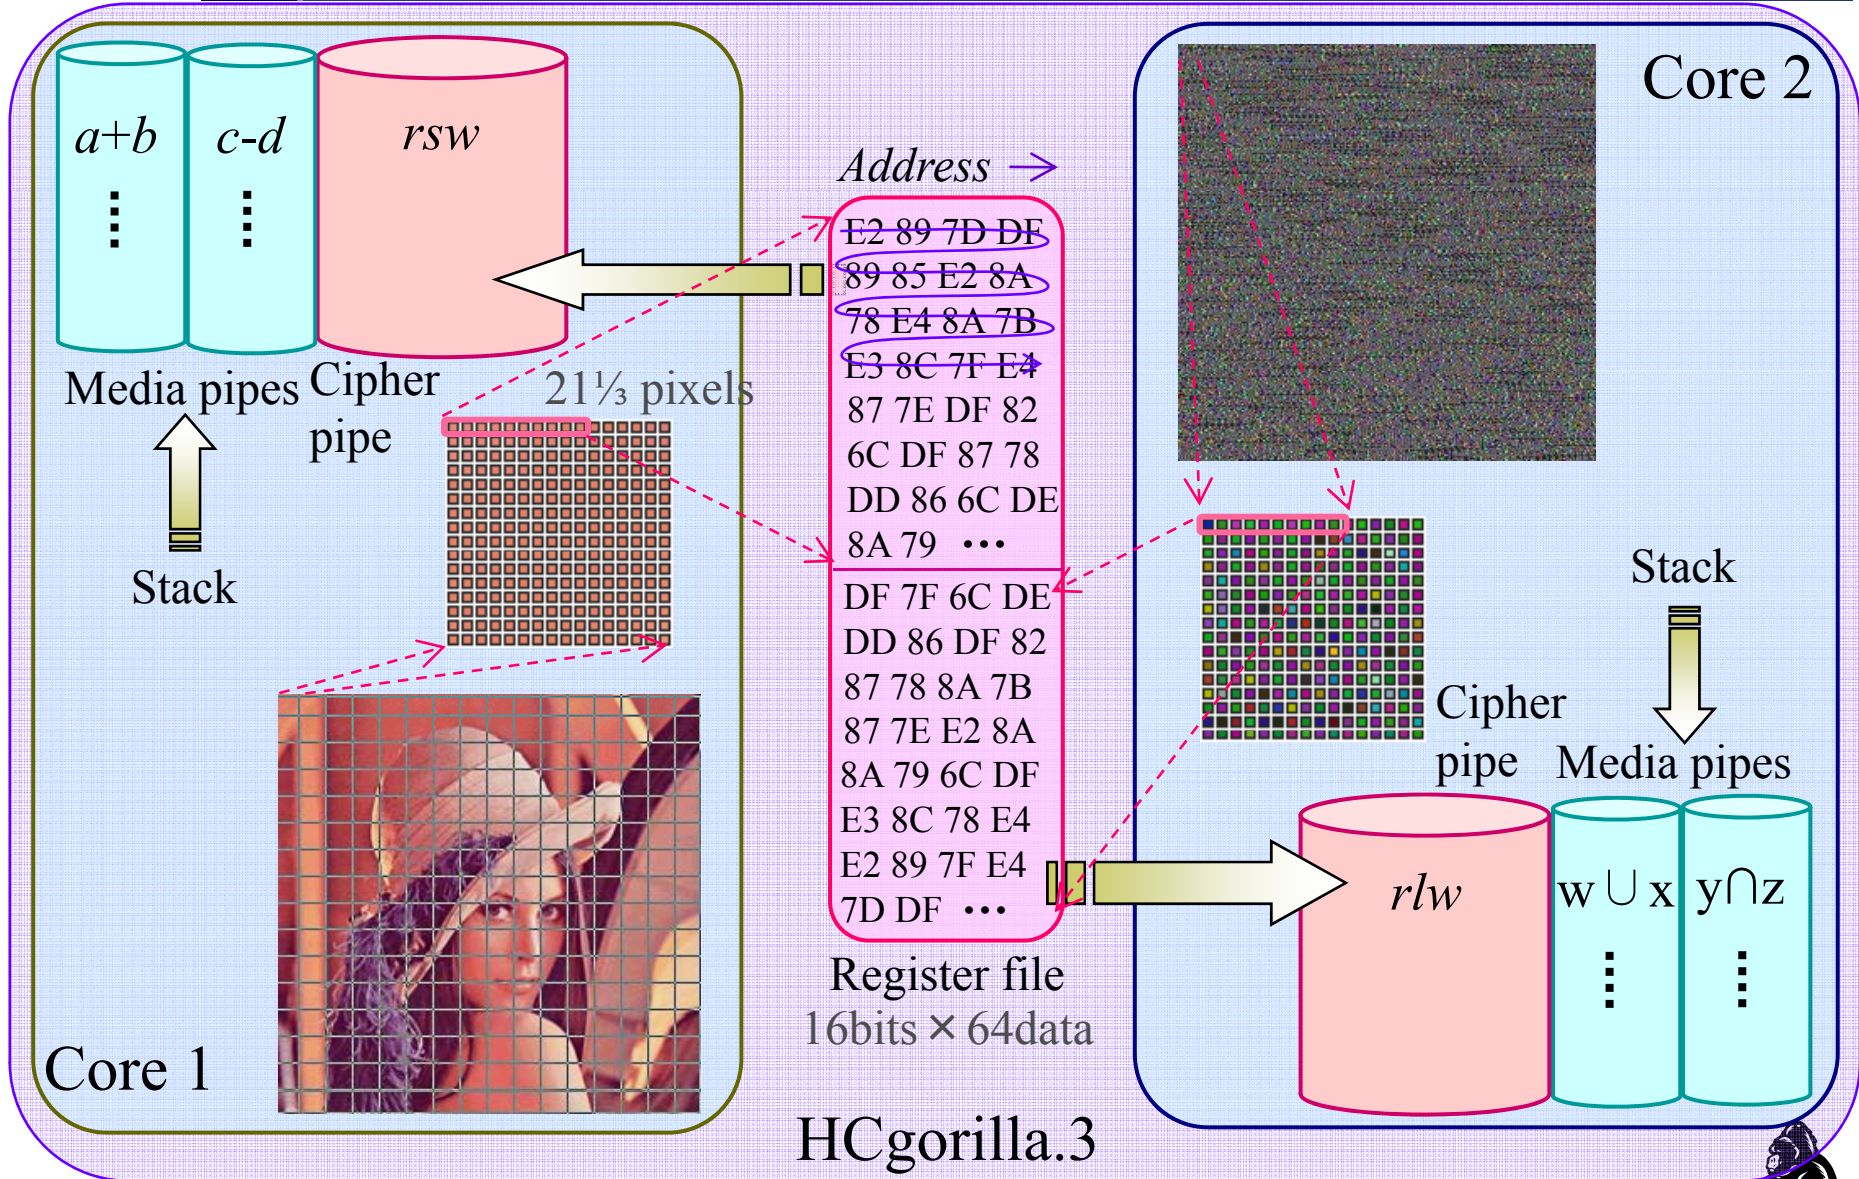 a+b
c-d
rsw
Media pipes
Cipher
pipe
Stack
21⅓ pixels
Core 1
Address →
E2 89 7D DF
89 85 E2 8A
78 E4 8A 7B
E3 8C 7F E4
87 7E DF 82
6C DF 87 78
DD 86 6C DE
8A 79 •••
DF 7F 6C DE
DD 86 DF 82
87 78 8A 7B
87 7E E2 8A
8A 79 6C DF
E3 8C 78 E4
E2 89 7F E4
7D DF •••
Register file
16bits × 64data
HCgorilla.3
Core 2
Stack
Cipher
pipe
Media pipes
rlw
w ∪ x
y∩z